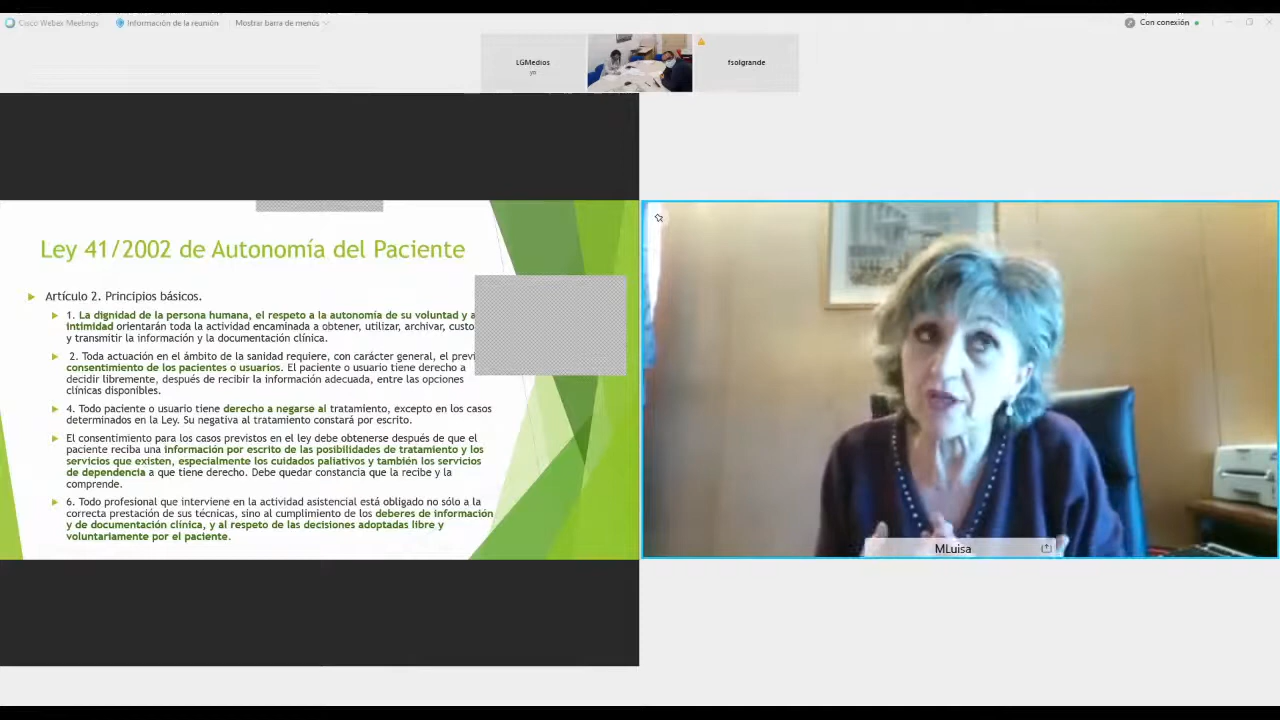 Cisco Webex Meetings
Información de la reunión
Mostrar barra de menús
Con conexión
LGMedios
yo
fsolgrande
Ley 41/2002 de Autonomía del Paciente
Artículo 2. Principios básicos.
1. La dignidad de la persona humana, el respeto a la autonomía de su voluntad y a
intimidad orientarán toda la actividad encaminada a obtener, utilizar, archivar, custo
y transmitir la información y la documentación clínica.
2. Toda actuación en el ámbito de la sanidad requiere, con carácter general, el previ
consentimiento de los pacientes o usuarios. El paciente o usuario tiene derecho a
decidir libremente, después de recibir la información adecuada, entre las opciones
clínicas disponibles.
4. Todo paciente o usuario tiene derecho a negarse al tratamiento, excepto en los casos
determinados en la Ley. Su negativa al tratamiento constará por escrito.
El consentimiento para los casos previstos en el ley debe obtenerse después de que el
paciente reciba una información por escrito de las posibilidades de tratamiento y los
servicios que existen, especialmente los cuidados paliativos y también los servicios
de dependencia a que tiene derecho. Debe quedar constancia que la recibe y la
comprende.
6. Todo profesional que interviene en la actividad asistencial está obligado no sólo a la
correcta prestación de sus técnicas, sino al cumplimiento de los deberes de información
y de documentación clínica, y al respeto de las decisiones adoptadas libre y
voluntariamente por el paciente.
MLuisa